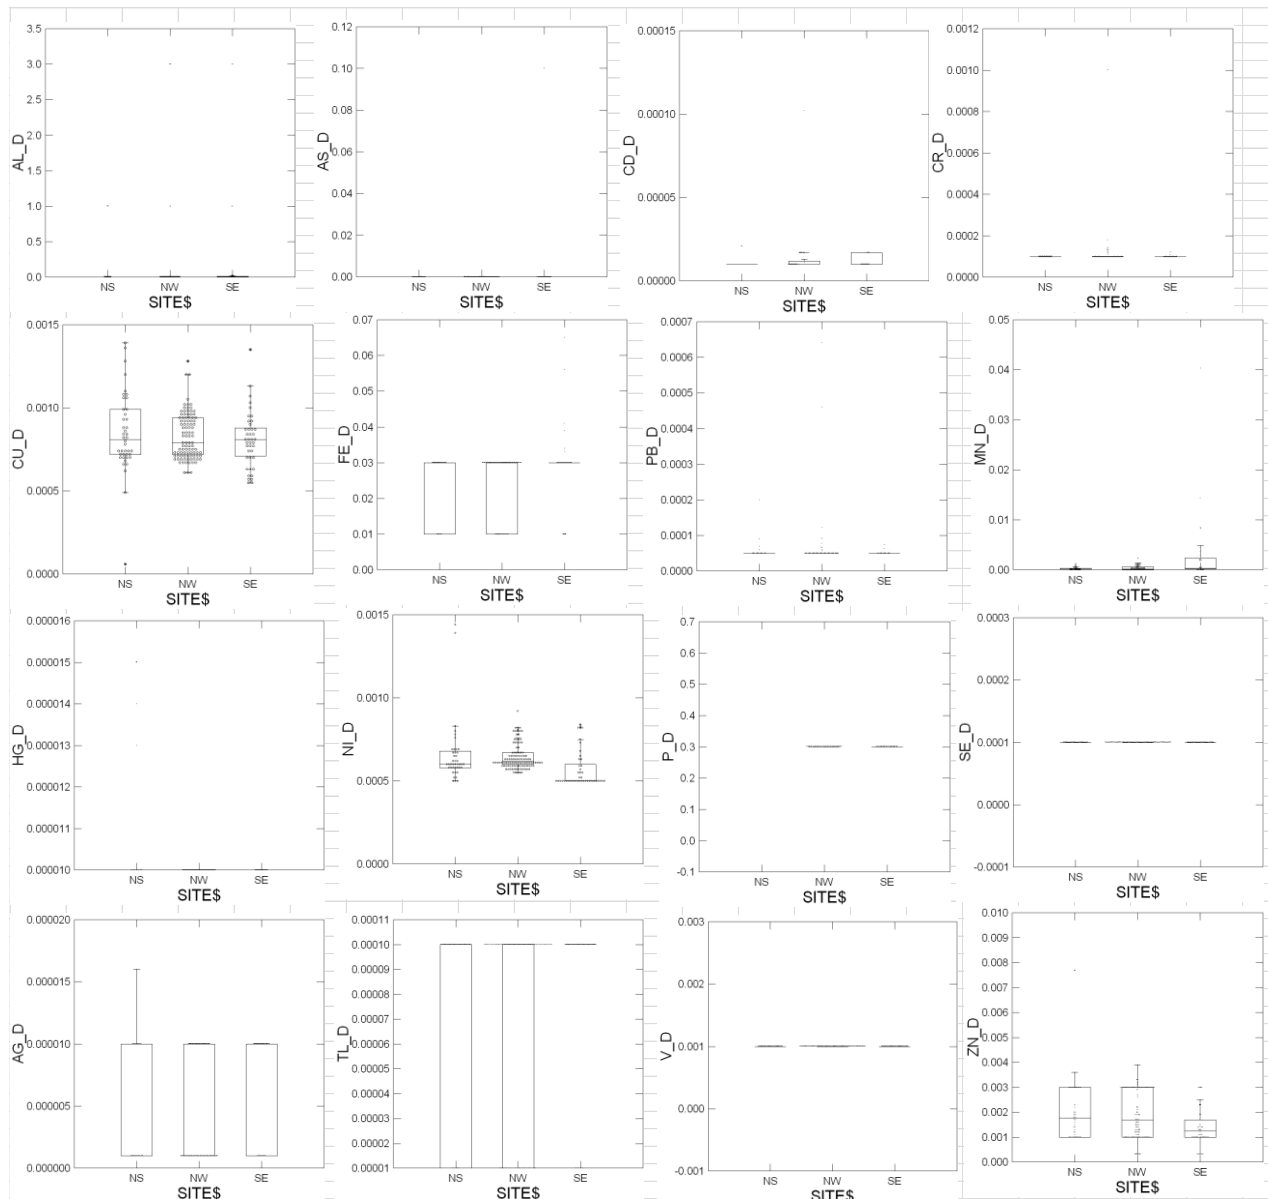 3.5
3.0
2.5
2.0
1.5
1.0
0.5
0.0
AL_D
NS NW SE
SITE$
0.12
0.10
0.08
0.06
0.04
0.02
0.00
AS_D
NS NW SE
SITE$
0.00015
0.00010
0.00005
0.00000
CD_D
NS NW SE
SITE$
0.0012
0.0010
0.0008
0.0006
0.0004
0.0002
0.0000
CR_D
NS NW SE
SITE$
0.0015
0.0010
0.0005
0.0000
CU_D
NS NW SE
SITE$
0.07
0.06
0.05
0.04
0.03
0.02
0.01
0.00
FE_D
NS NW SE
SITE$
0.0007
0.0006
0.0005
0.0004
0.0003
0.0002
0.0001
0.0000
PB_D
NS NW SE
SITE$
0.05
0.04
0.03
0.02
0.01
0.00
MN_D
NS NW SE
SITE$
0.000016
0.000015
0.000014
0.000013
0.000012
0.000011
0.000010
HG_D
NS NW SE
SITE$
0.0015
0.0010
0.0005
0.0000
NI_D
NS NW SE
SITE$
0.7
0.6
0.5
0.4
0.3
0.2
0.1
0.0
-0.1
P_D
NS NW SE
SITE$
0.0003
0.0002
0.0001
0.0000
-0.0001
SE_D
NS NW SE
SITE$
0.000020
0.000015
0.000010
0.000005
0.000000
AG_D
NS NW SE
SITE$
0.00011
0.00010
0.00009
0.00008
0.00007
0.00006
0.00005
0.00004
0.00003
0.00002
0.00001
TL_D
NS NW SE
SITE$
0.003
0.002
0.001
0.000
-0.001
V_D
NS NW SE
SITE$
0.010
0.009
0.008
0.007
0.006
0.005
0.004
0.003
0.002
0.001
0.000
ZN_D
NS NW SE
SITE$